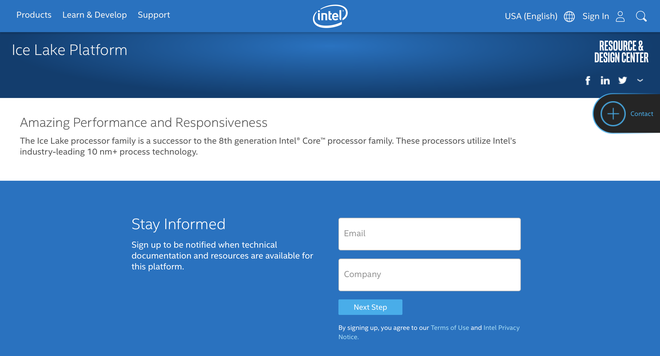 Products Learn & Develop Support
intel
USA (English) Sign In
Ice Lake Platform
RESOURCE &
DESIGN CENTER
Contact
Amazing Performance and Responsiveness
The Ice Lake processor family is a successor to the 8th generation Intel® Core™ processor family. These processors utilize Intel's
industry-leading 10 nm+ process technology.
Stay Informed
Sign up to be notified when technical
documentation and resources are available for
this platform.
Email
Company
Next Step
By signing up, you agree to our Terms of Use and Intel Privacy
Notice.